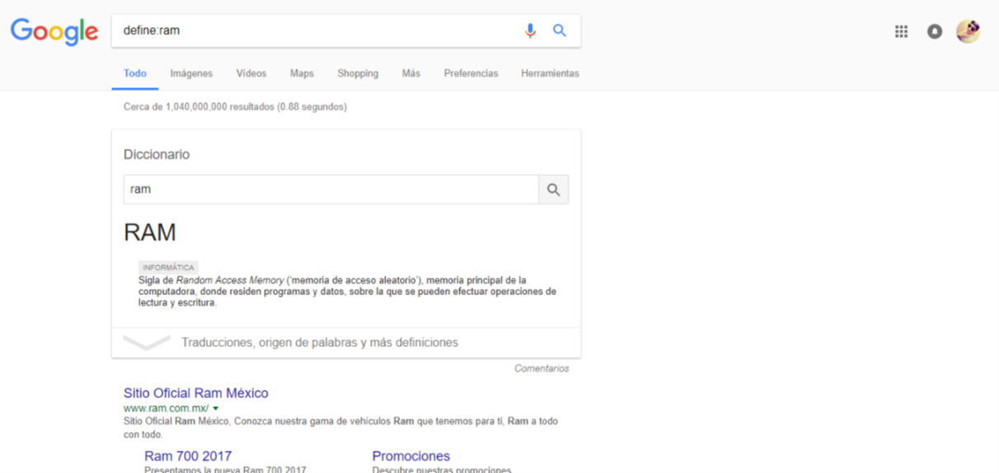 Google
define:ram
Todo Imágenes Vídeos Maps Shopping Más Preferencias Herramientas
Cerca de 1,040,000,000 resultados (0.88 segundos)
Diccionario
ram
RAM
INFORMÁTICA
Sigla de Random Access Memory ('memoria de acceso aleatorio'), memoria principal de la
computadora, donde residen programas y datos, sobre la que se pueden efectuar operaciones de
lectura y escritura.
Traducciones, origen de palabras y más definiciones
Comentarios
Sitio Oficial Ram México
www.ram.com.mx/
Sitio Oficial Ram México, Conozca nuestra gama de vehículos Ram que tenemos para ti, Ram a todo
con todo.
Ram 700 2017 Promociones
Presentamos la nueva Ram 700 2017 Descubre nuestras promociones